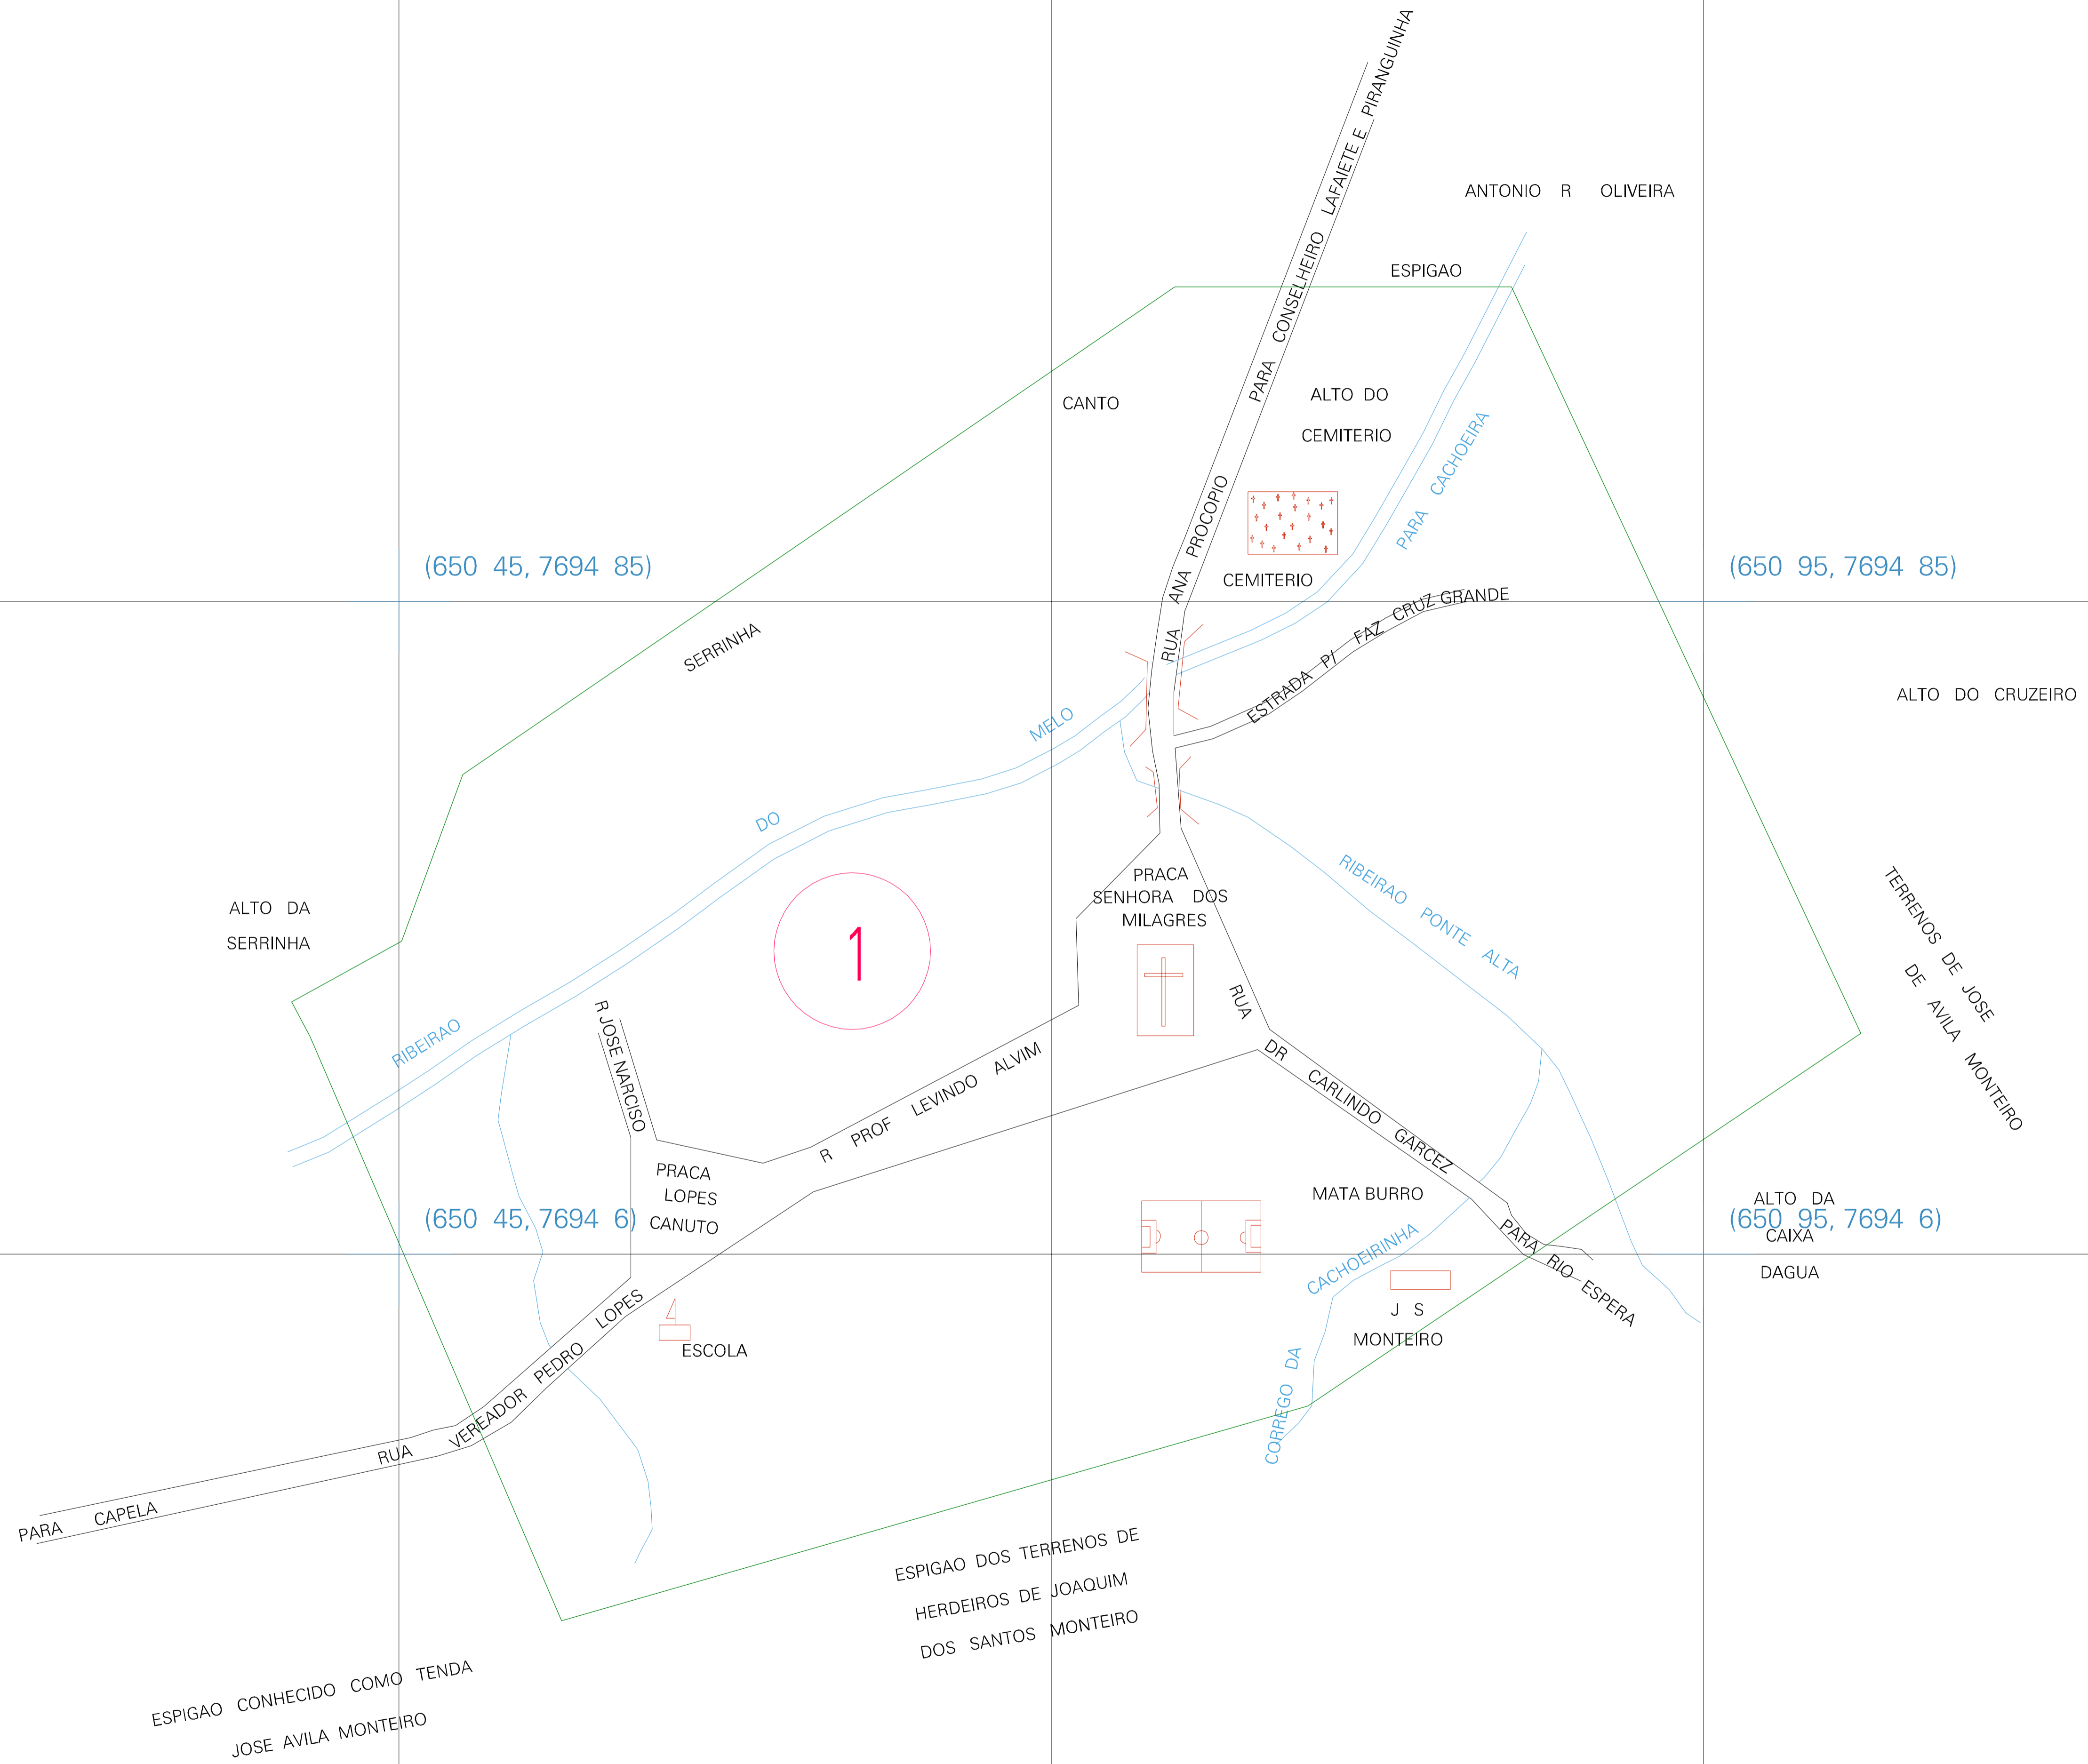 RUA ANA PROCOPIO PARA CONSELHEIRO LAFAIETE E PIRANGUINHA
ANTONIO R OLIVEIRA
ESPIGAO
CANTO
ALTO DO
CEMITERIO
PARA CACHOEIRA
CEMITERIO
(650 45, 7694 85)
(650 95, 7694 85)
ESTRADA P/ FAZ CRUZ GRANDE
SERRINHA
ALTO DO CRUZEIRO
RIBEIRAO DO MELO
PRACA
SENHORA DOS
MILAGRES
RIBEIRAO PONTE ALTA
ALTO DA
SERRINHA
1
TERRENOS DE JOSE
DE AVILA MONTEIRO
R JOSE NARCISO
R PROF LEVINDO ALVIM
RUA DR CARLINDO GARCEZ
PRACA
LOPES
CANUTO
MATA BURRO
(650 45, 7694 6)
(650 95, 7694 6)
ALTO DA
CAIXA
DAGUA
PARA RIO ESPERA
CORREGO DA CACHOEIRINHA
J S
MONTEIRO
ESCOLA
RUA VEREADOR PEDRO LOPES
PARA CAPELA
ESPIGAO DOS TERRENOS DE
HERDEIROS DE JOAQUIM
DOS SANTOS MONTEIRO
ESPIGAO CONHECIDO COMO TENDA
JOSE AVILA MONTEIRO